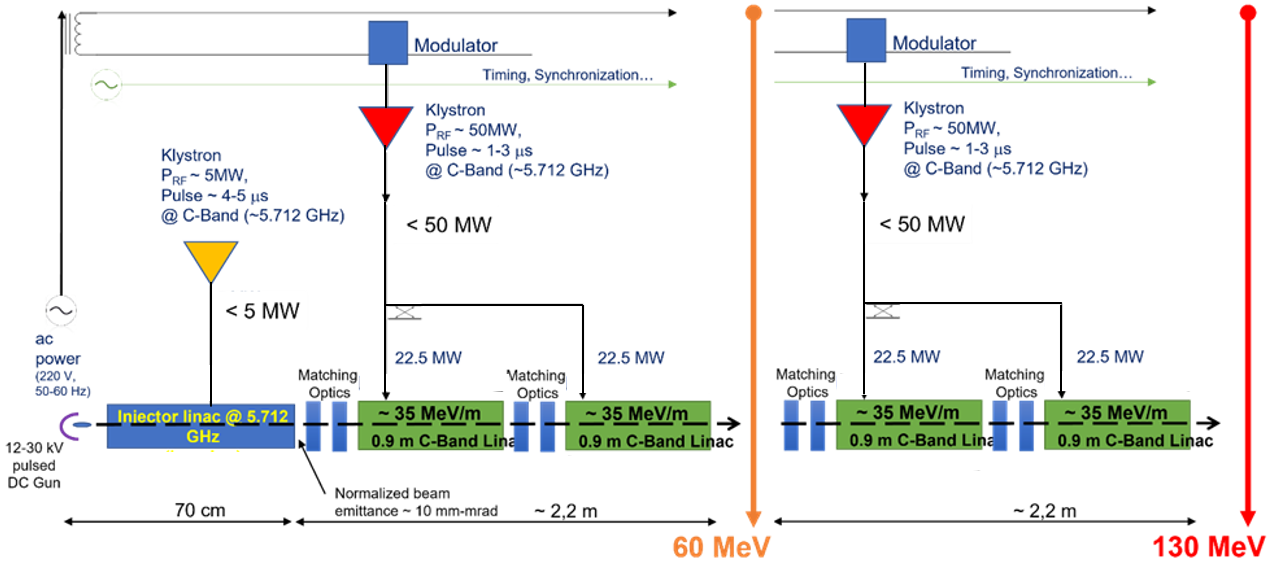 Modulator
Timing, Synchronization...
Klystron
P_RF ~ 50MW,
Pulse ~ 1-3 μs
@ C-Band (~5.712 GHz)
Klystron
P_RF ~ 5MW,
Pulse ~ 4-5 μs
@ C-Band (~5.712 GHz)
< 50 MW
< 5 MW
ac
power
(220 V,
50-60 Hz)
22.5 MW
22.5 MW
Matching
Optics
Matching
Optics
Injector linac @ 5.712
GHz
~ 35 MeV/m
0.9 m C-Band Linac
~ 35 MeV/m
0.9 m C-Band Linac
12-30 kV
pulsed
DC Gun
Normalized beam
emittance ~ 10 mm-mrad
70 cm
~ 2,2 m
60 MeV
Modulator
Timing, Synchronization...
Klystron
P_RF ~ 50MW,
Pulse ~ 1-3 μs
@ C-Band (~5.712 GHz)
< 50 MW
22.5 MW
22.5 MW
Matching
Optics
Matching
Optics
~ 35 MeV/m
0.9 m C-Band Linac
~ 35 MeV/m
0.9 m C-Band Linac
~ 2,2 m
130 MeV